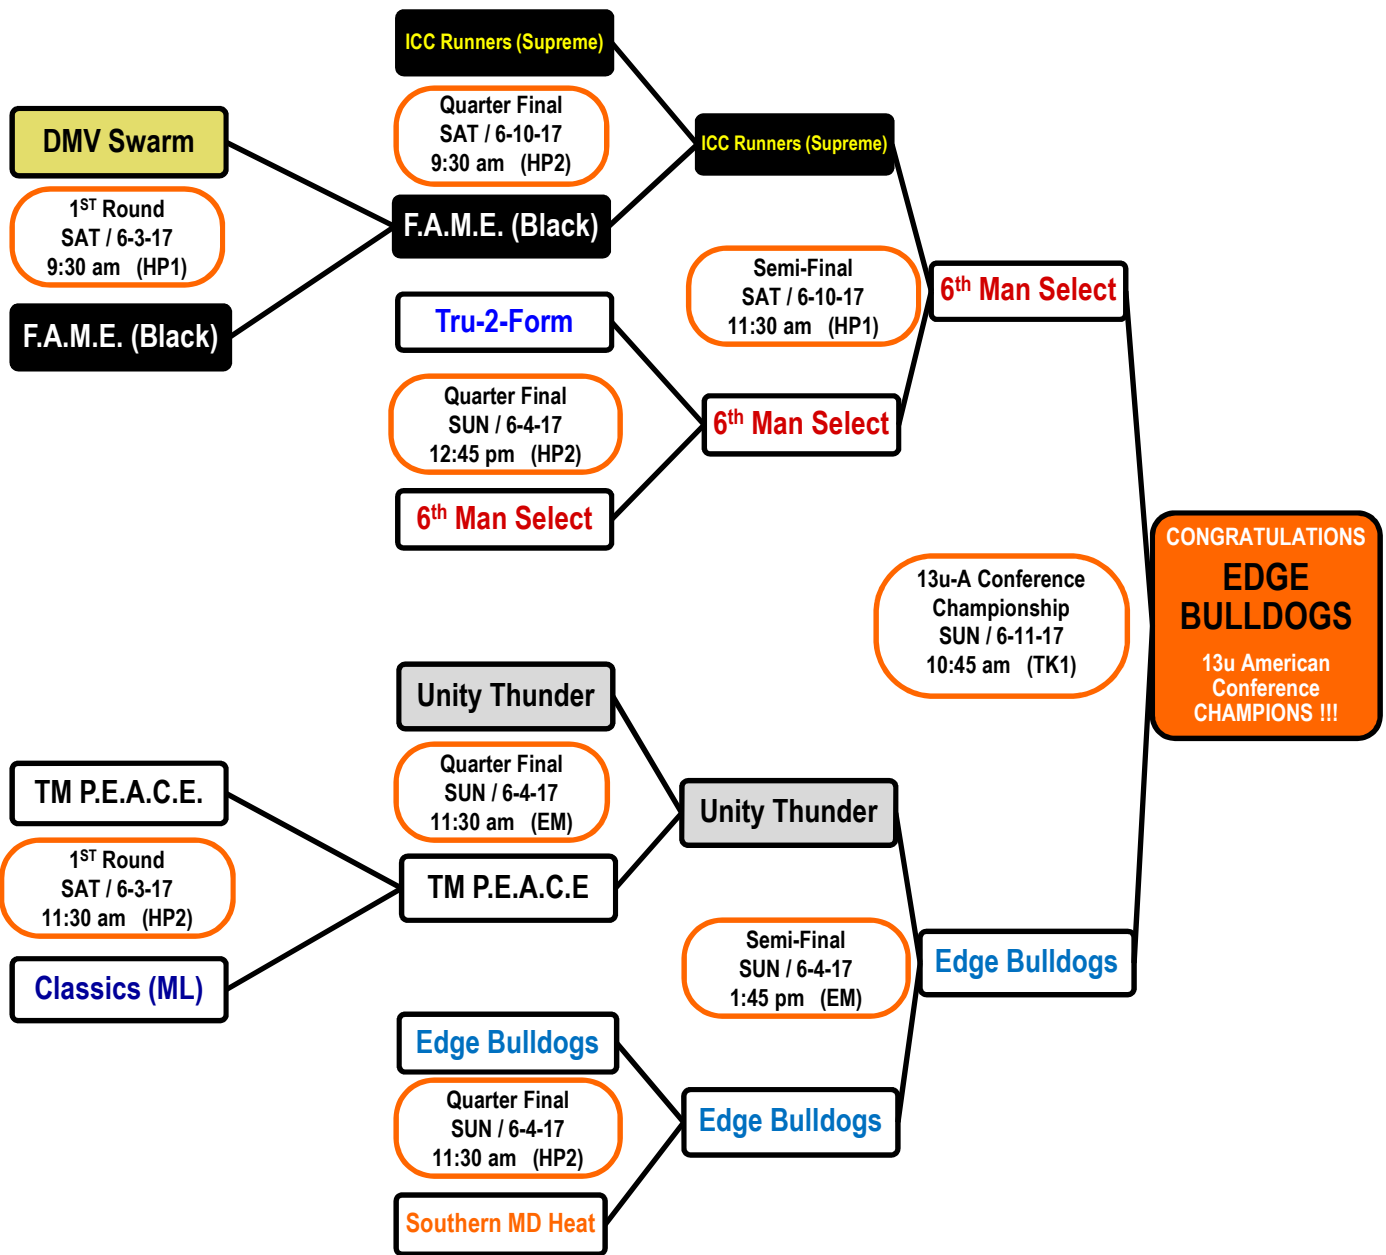 ICC Runners (Supreme)
Quarter Final
SAT / 6-10-17
9:30 am (HP2)
DMV Swarm
ICC Runners (Supreme)
1ST Round
SAT / 6-3-17
9:30 am (HP1)
F.A.M.E. (Black)
F.A.M.E. (Black)
Semi-Final
SAT / 6-10-17
11:30 am (HP1)
6th Man Select
Tru-2-Form
Quarter Final
SUN / 6-4-17
12:45 pm (HP2)
6th Man Select
6th Man Select
CONGRATULATIONS
EDGE
BULLDOGS
13u American
Conference
CHAMPIONS !!!
13u-A Conference
Championship
SUN / 6-11-17
10:45 am (TK1)
Unity Thunder
Quarter Final
SUN / 6-4-17
11:30 am (EM)
TM P.E.A.C.E.
Unity Thunder
1ST Round
SAT / 6-3-17
11:30 am (HP2)
TM P.E.A.C.E
Classics (ML)
Semi-Final
SUN / 6-4-17
1:45 pm (EM)
Edge Bulldogs
Edge Bulldogs
Quarter Final
SUN / 6-4-17
11:30 am (HP2)
Edge Bulldogs
Southern MD Heat